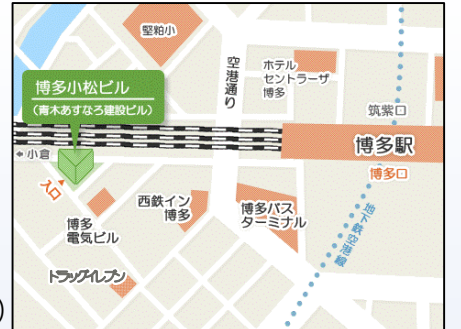 堅粕小
空港通り
ホテル
セントラーザ
博多
博多小松ビル
(青木あすなろ建設ビル)
筑紫口
博多駅
小倉
博多口
入口
西鉄イン
博多
博多バス
ターミナル
博多
電気ビル
地下鉄空港線
トラッグイレブン
)